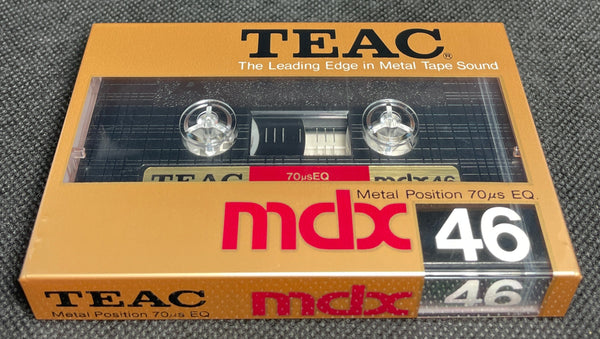 TEAC®
The Leading Edge in Metal Tape Sound
TEAC 70μsEQ mdx46
Metal Position 70μs EQ.
mdx 46
TEAC mdx 46
Metal Position 70μs EQ